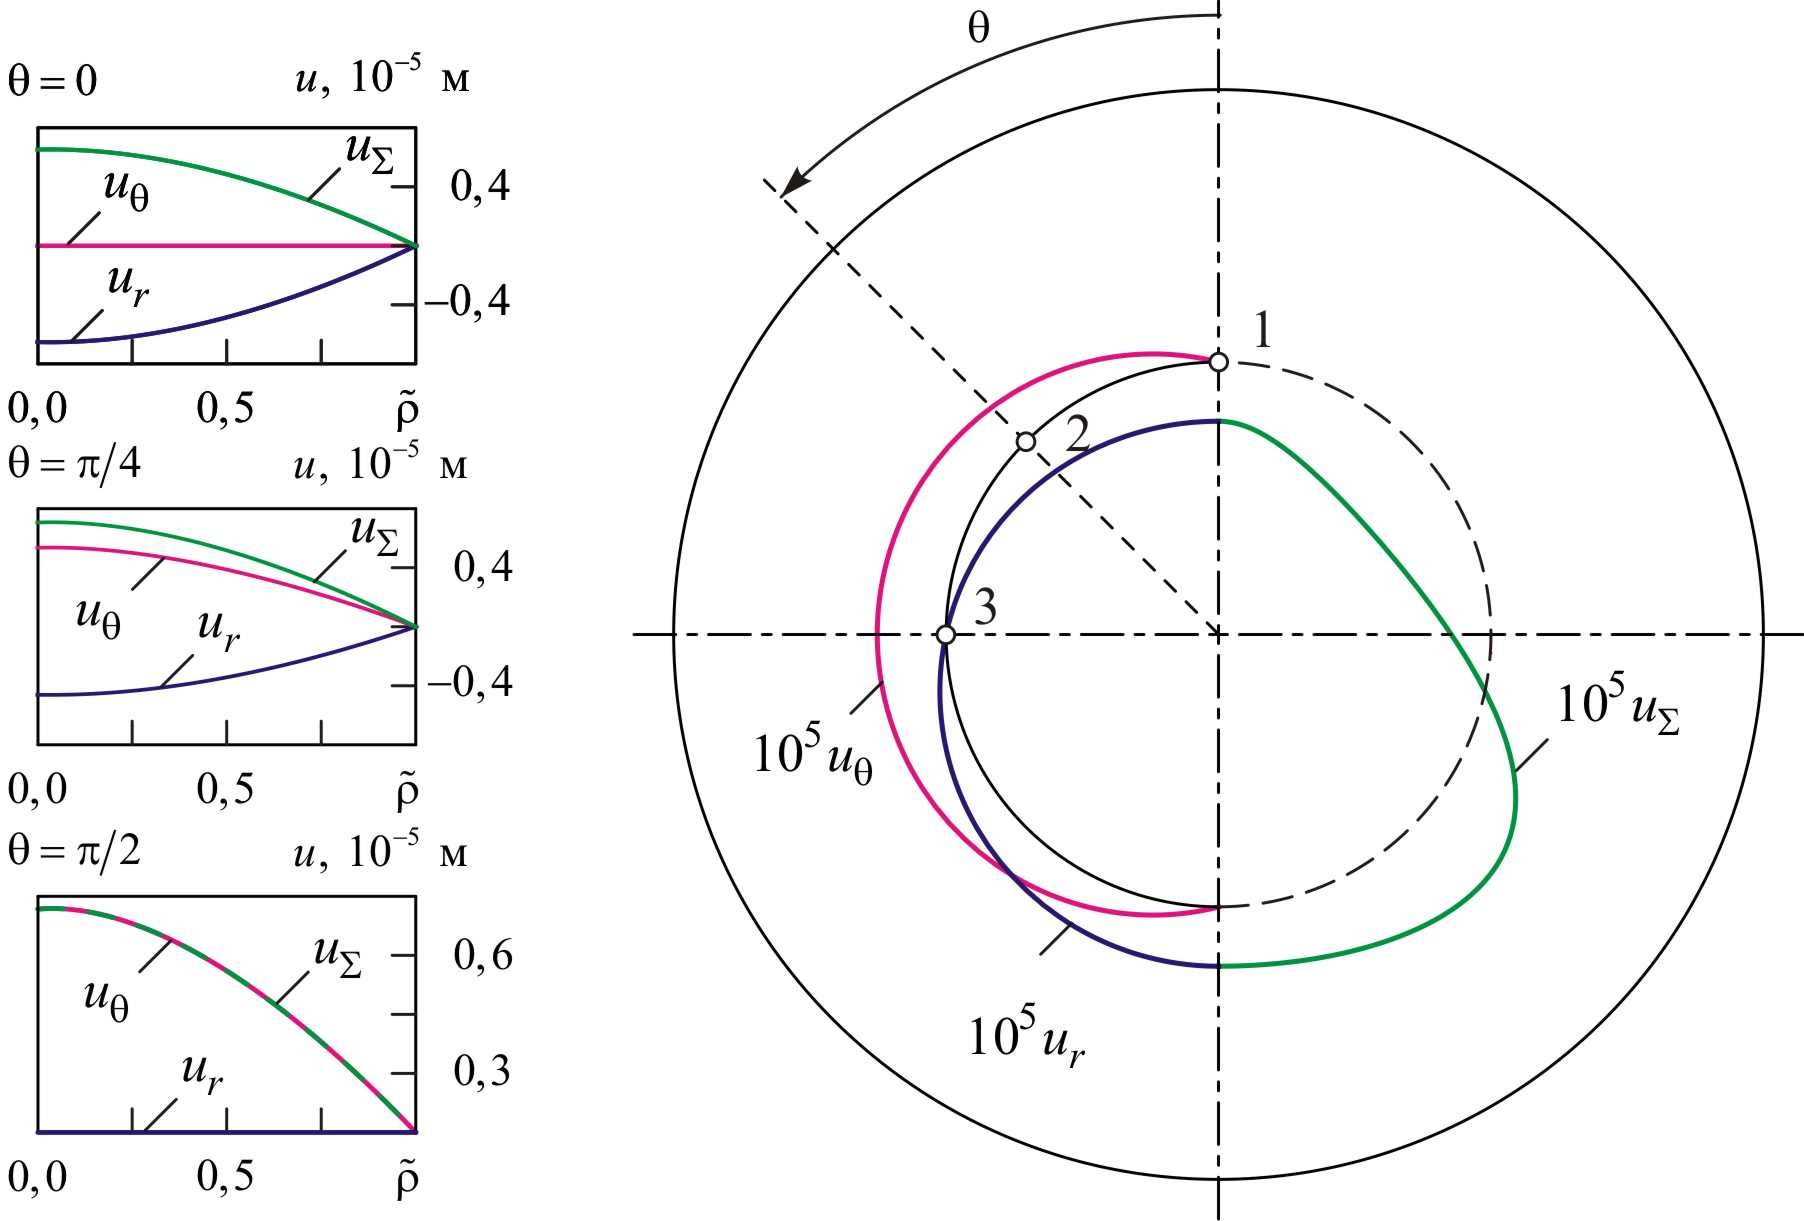 θ = 0    u, 10⁻⁵ м
u_Σ
u_θ
0,4
u_r
–0,4
0,0    0,5    ρ̃
θ = π/4    u, 10⁻⁵ м
u_Σ
0,4
u_θ
u_r
–0,4
0,0    0,5    ρ̃
θ = π/2    u, 10⁻⁵ м
u_Σ
0,6
u_θ
u_r
0,3
0,0    0,5    ρ̃
θ
1
2
3
10⁵u_Σ
10⁵u_θ
10⁵u_r